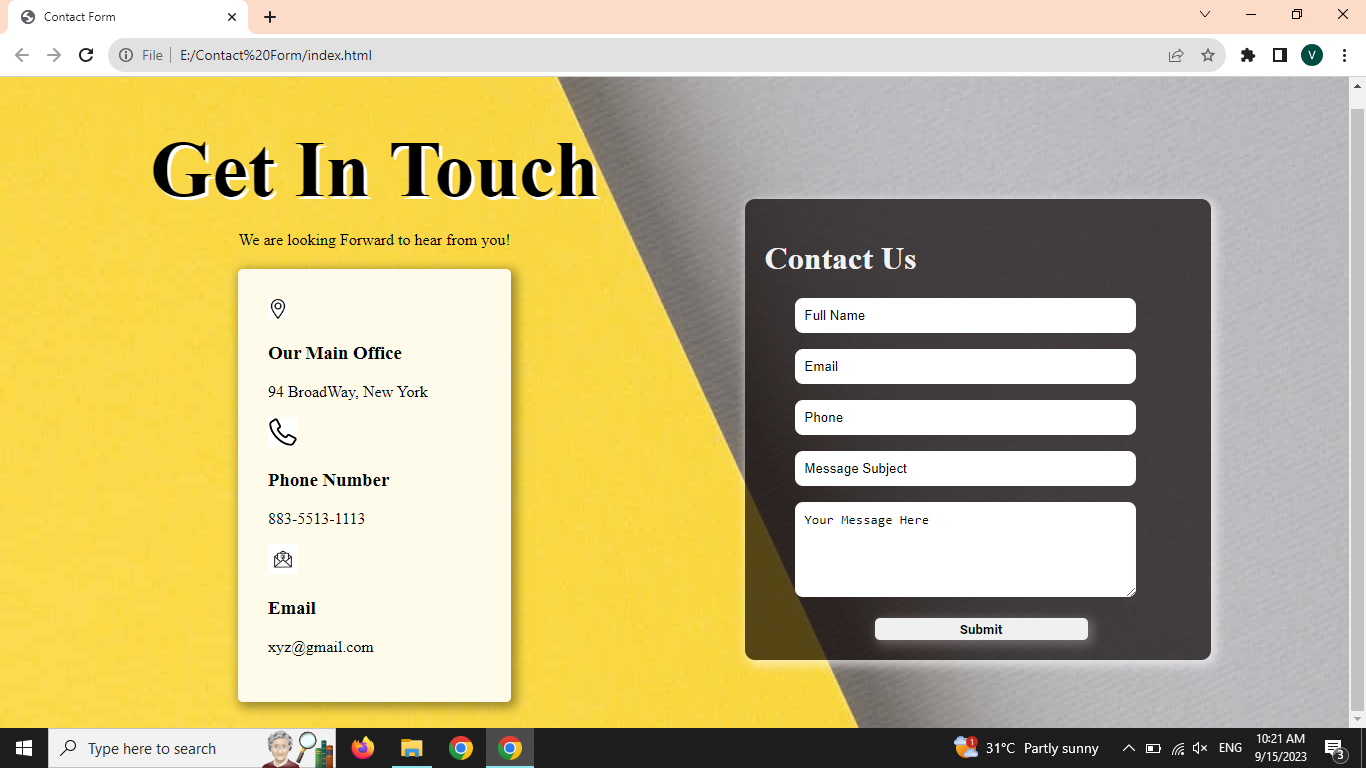 Contact Form
File
E:/Contact%20Form/index.html
V
Get In Touch
We are looking Forward to hear from you!
Our Main Office
94 BroadWay, New York
Phone Number
883-5513-1113
Email
xyz@gmail.com
Contact Us
Full Name
Email
Phone
Message Subject
Your Message Here
Submit
Type here to search
1
31°C Partly sunny
ENG
10:21 AM
9/15/2023
3